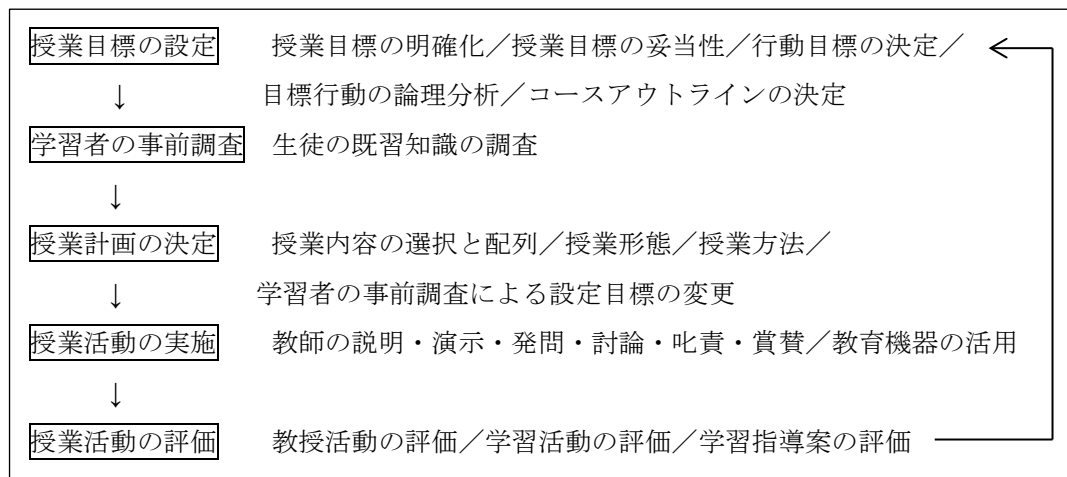 授業目標の設定 授業目標の明確化／授業目標の妥当性／行動目標の決定／
↓ 目標行動の論理分析／コースアウトラインの決定
学習者の事前調査 生徒の既習知識の調査
↓
授業計画の決定 授業内容の選択と配列／授業形態／授業方法／
↓ 学習者の事前調査による設定目標の変更
授業活動の実施 教師の説明・演示・発問・討論・叱責・賞賛／教育機器の活用
↓
授業活動の評価 教授活動の評価／学習活動の評価／学習指導案の評価